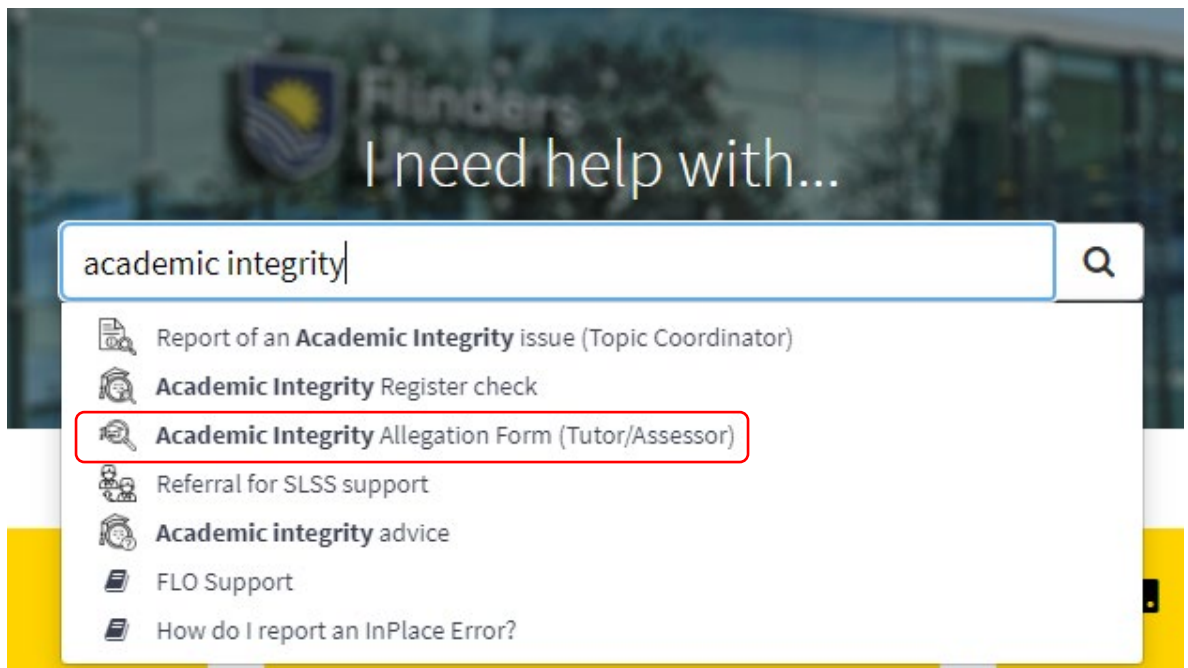 Flinders
I need help with...
academic integrity
Report of an Academic Integrity issue (Topic Coordinator)
Academic Integrity Register check
Academic Integrity Allegation Form (Tutor/Assessor)
Referral for SLSS support
Academic integrity advice
FLO Support
How do I report an InPlace Error?